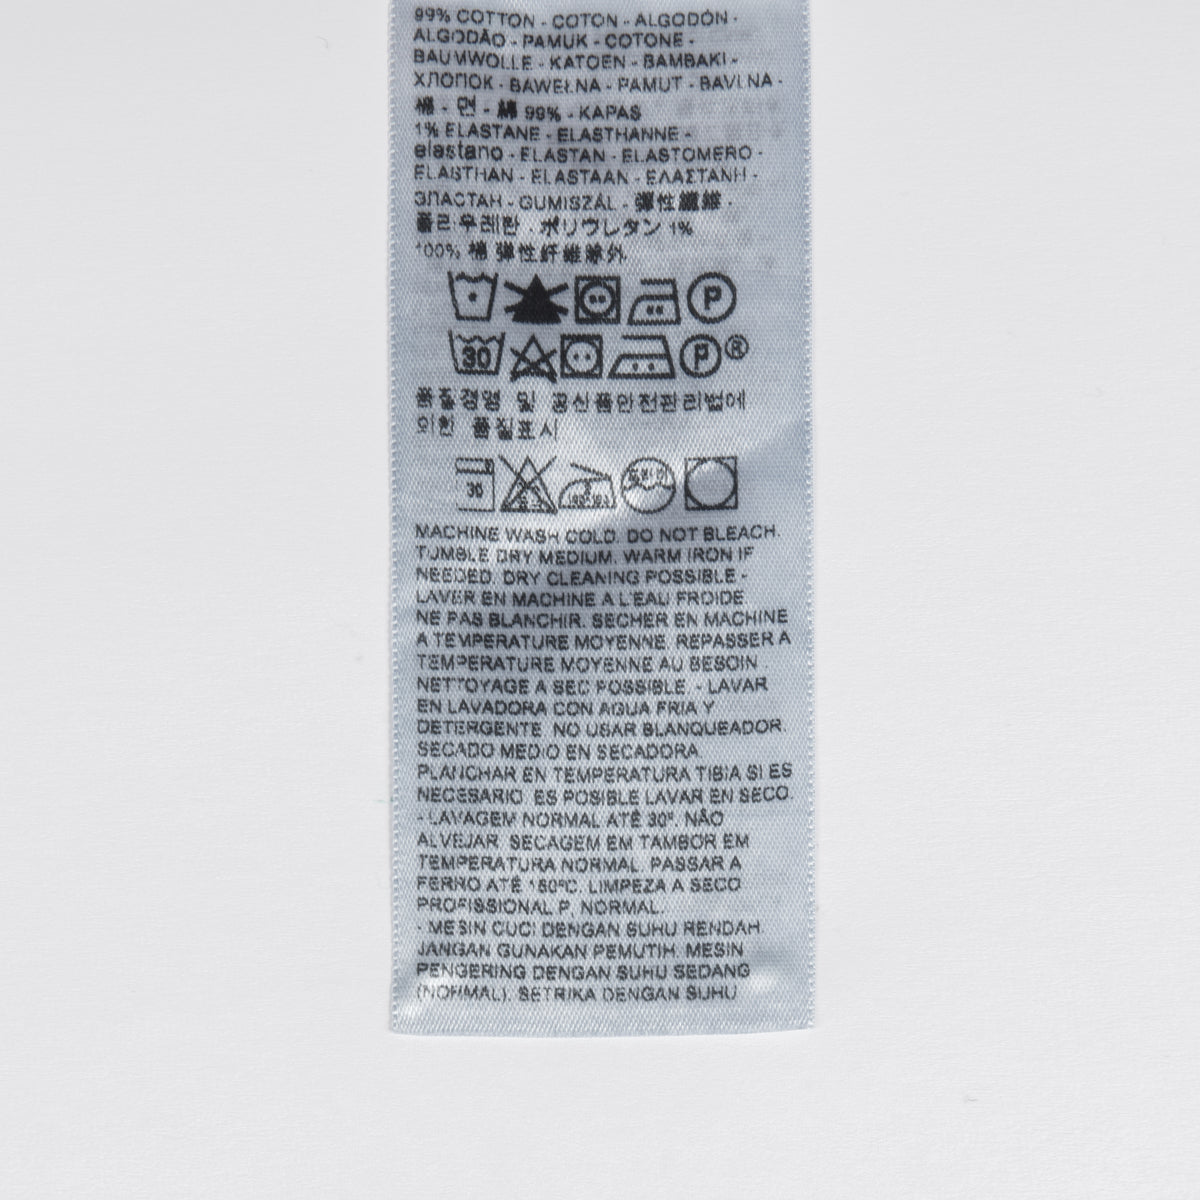 99% COTTON - COTON - ALGODÓN -
ALGODÃO - PAMUK - COTONE -
BAUMWOLLE - KATOEN - BAMBAKI -
ХЛОПОК - BAWEŁNA - PAMUT - BAVLNA -
棉 - 면 - 綿 99% - KAPAS
1% ELASTANE - ELASTHANNE -
elastano - ELASTAN - ELASTOMERO -
ELASTHAN - ELASTAAN - ΕΛΑΣΤΑΝΗ -
ЭЛАСТАН - GUMISZÁL - 彈性纖維 -
폴리우레탄 - ポリウレタン 1%
100% 棉 弹性纤维除外
P
30 P ®
품질경영 및 공산품안전관리법에
의한 품질표시
30
MACHINE WASH COLD. DO NOT BLEACH.
TUMBLE DRY MEDIUM. WARM IRON IF
NEEDED. DRY CLEANING POSSIBLE -
LAVER EN MACHINE A L'EAU FROIDE
NE PAS BLANCHIR. SECHER EN MACHINE
A TEMPERATURE MOYENNE. REPASSER A
TEMPERATURE MOYENNE AU BESOIN
NETTOYAGE A SEC POSSIBLE. - LAVAR
EN LAVADORA CON AGUA FRIA Y
DETERGENTE. NO USAR BLANQUEADOR.
SECADO MEDIO EN SECADORA.
PLANCHAR EN TEMPERATURA TIBIA SI ES
NECESARIO. ES POSIBLE LAVAR EN SECO.
- LAVAGEM NORMAL ATÉ 30º. NÃO
ALVEJAR. SECAGEM EM TAMBOR EM
TEMPERATURA NORMAL. PASSAR A
FERRO ATÉ 150ºC. LIMPEZA A SECO
PROFISSIONAL P. NORMAL.
- MESIN CUCI DENGAN SUHU RENDAH.
JANGAN GUNAKAN PEMUTIH. MESIN
PENGERING DENGAN SUHU SEDANG
(NORMAL). SETRIKA DENGAN SUHU